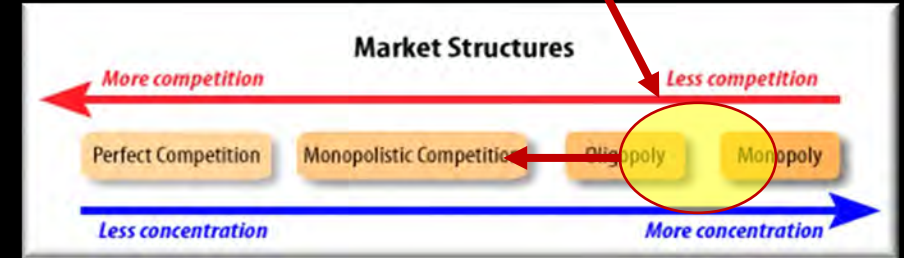 Market Structures
More competition
Less competition
Perfect Competition
Monopolistic Competition
Oligopoly
Monopoly
Less concentration
More concentration